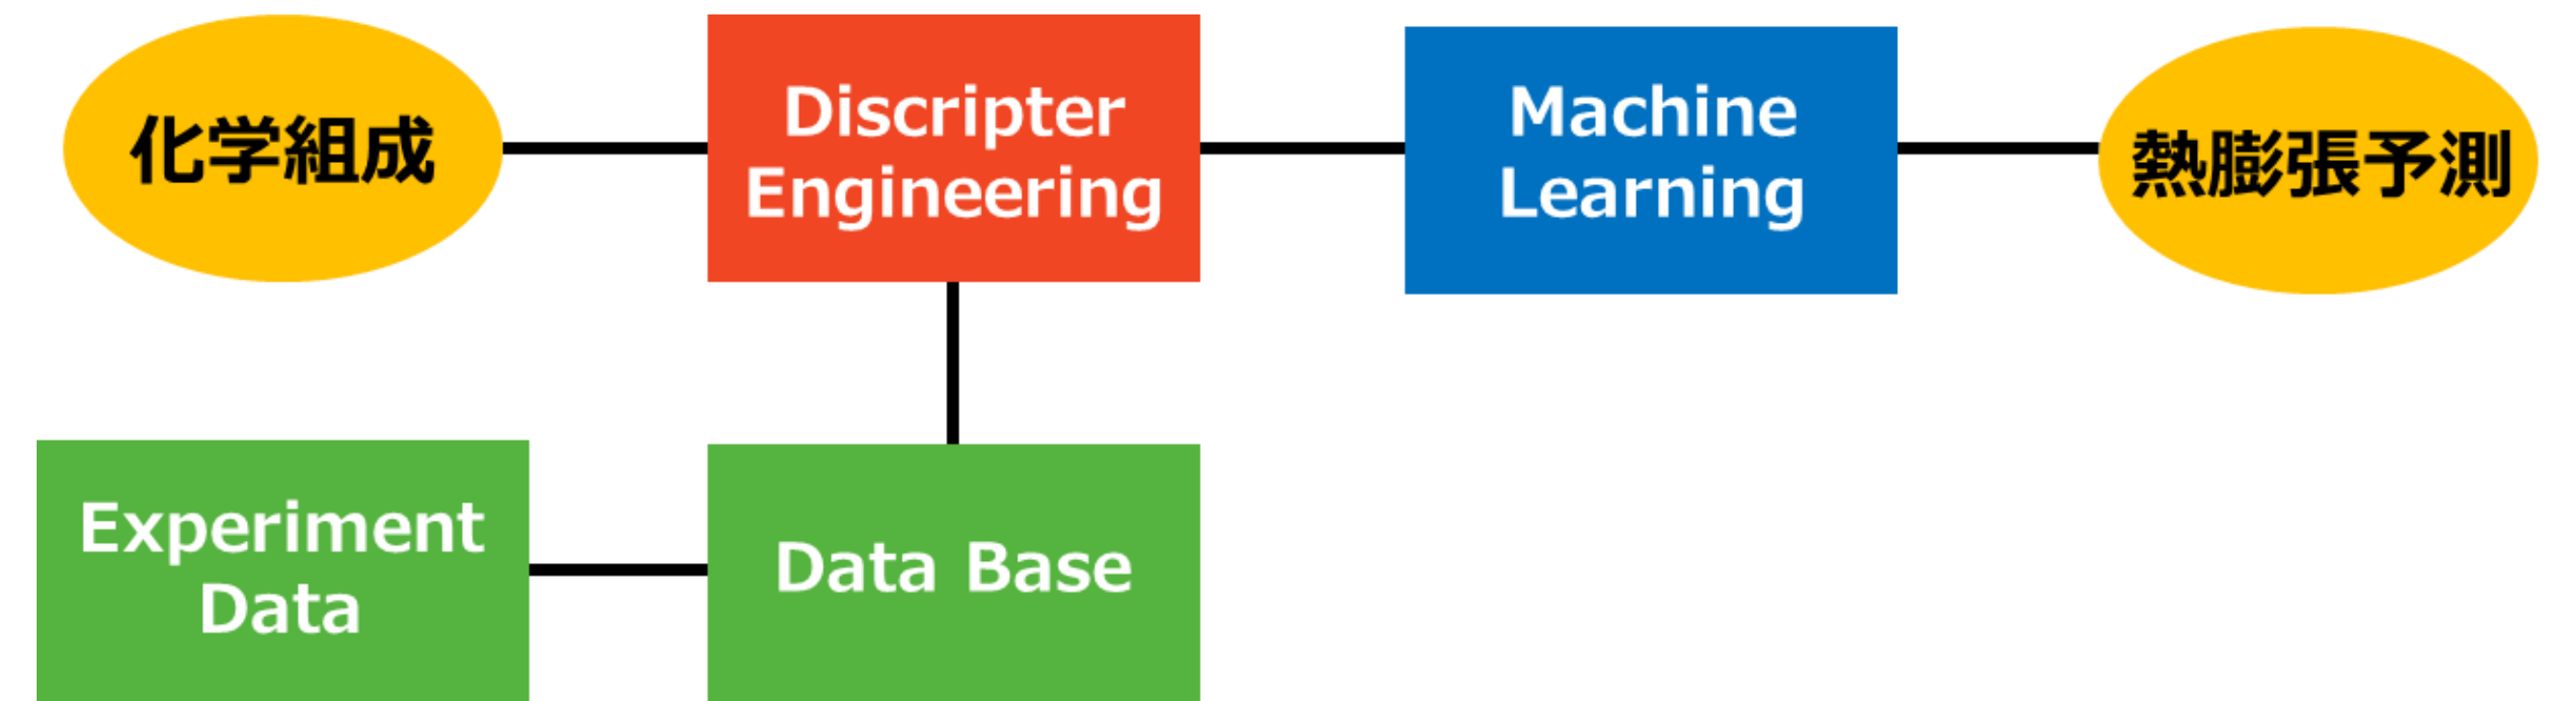 化学組成
Discripter
Engineering
Machine
Learning
熱膨張予測
Experiment
Data
Data Base